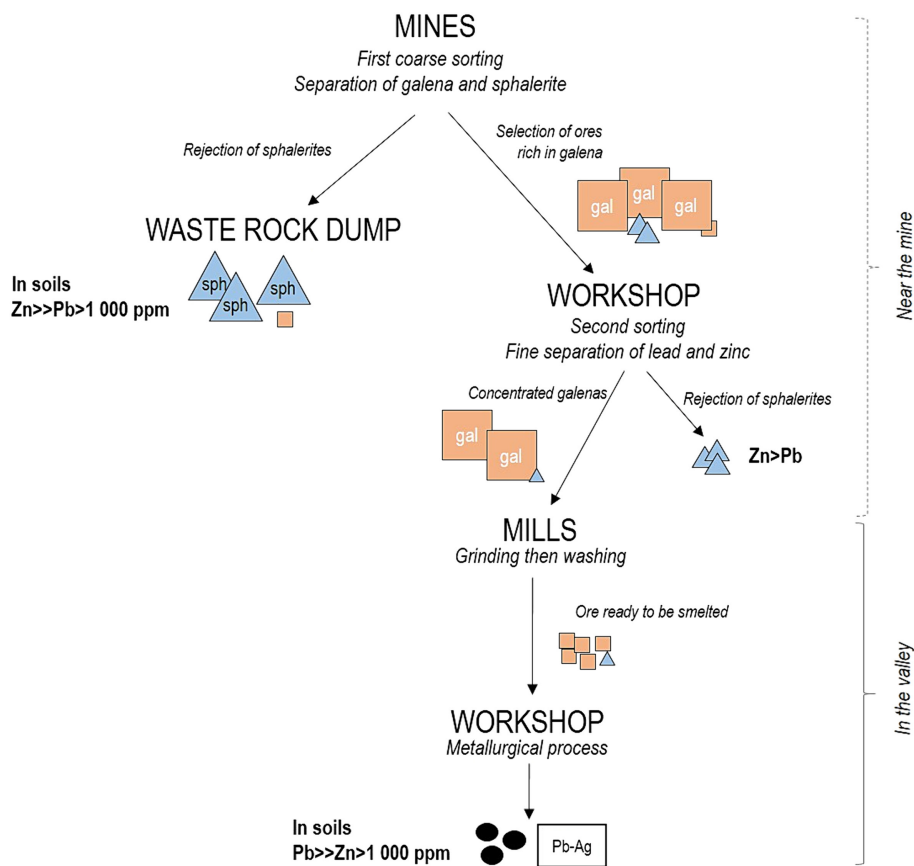 MINES
First coarse sorting
Separation of galena and sphalerite
Rejection of sphalerites
Selection of ores
rich in galena
gal
gal
gal
WASTE ROCK DUMP
In soils
Zn>>Pb>1 000 ppm
sph
sph
sph
WORKSHOP
Second sorting
Fine separation of lead and zinc
Near the mine
Concentrated galenas
Rejection of sphalerites
gal
gal
Zn>Pb
MILLS
Grinding then washing
Ore ready to be smelted
WORKSHOP
Metallurgical process
In the valley
In soils
Pb>>Zn>1 000 ppm
Pb-Ag